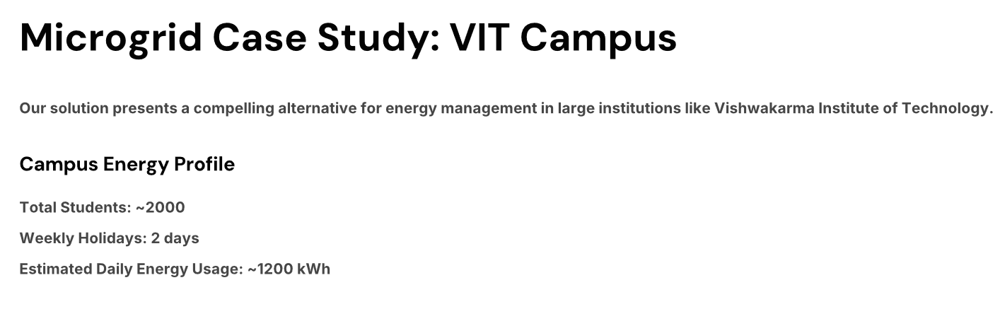 Microgrid Case Study: VIT Campus
Our solution presents a compelling alternative for energy management in large institutions like Vishwakarma Institute of Technology.
Campus Energy Profile
Total Students: ~2000
Weekly Holidays: 2 days
Estimated Daily Energy Usage: ~1200 kWh